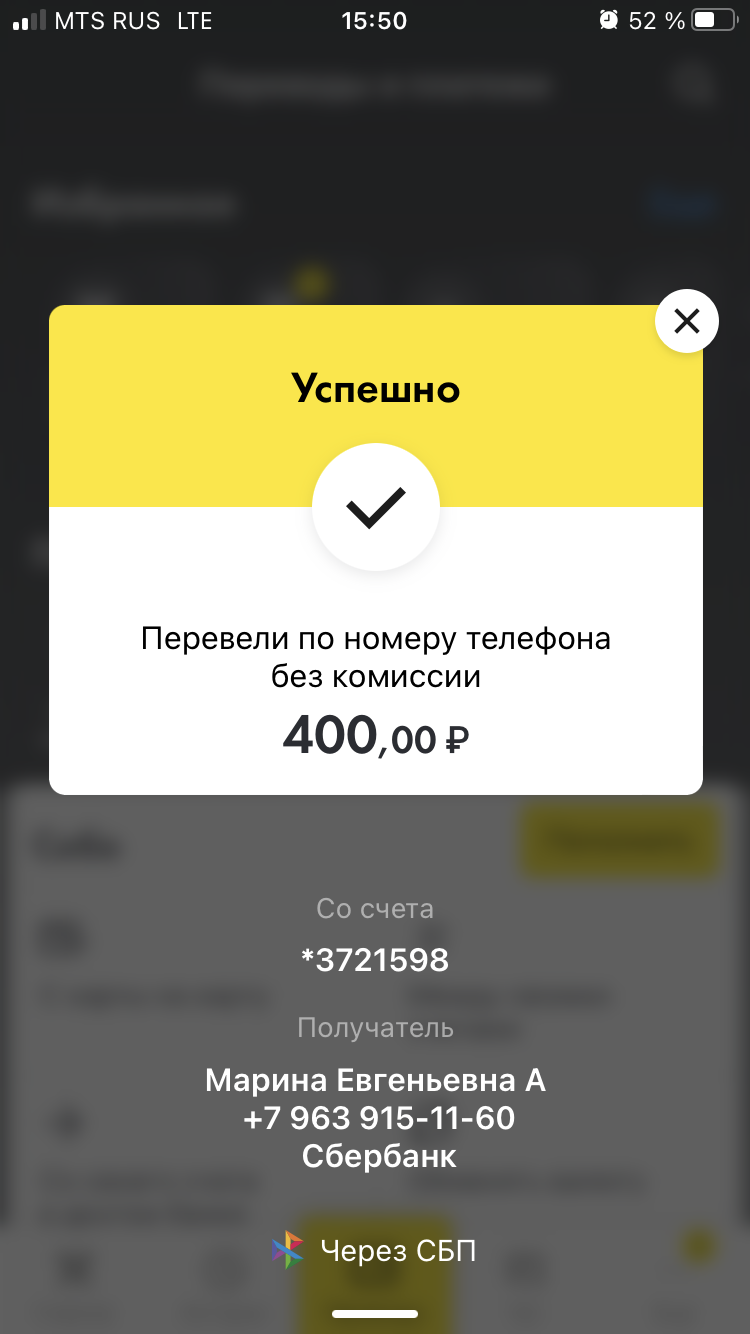 MTS RUS LTE 15:50 52 %
Успешно
Перевели по номеру телефона
без комиссии
400,00 ₽
Со счета
*3721598
Получатель
Марина Евгеньевна А
+7 963 915-11-60
Сбербанк
Через СБП